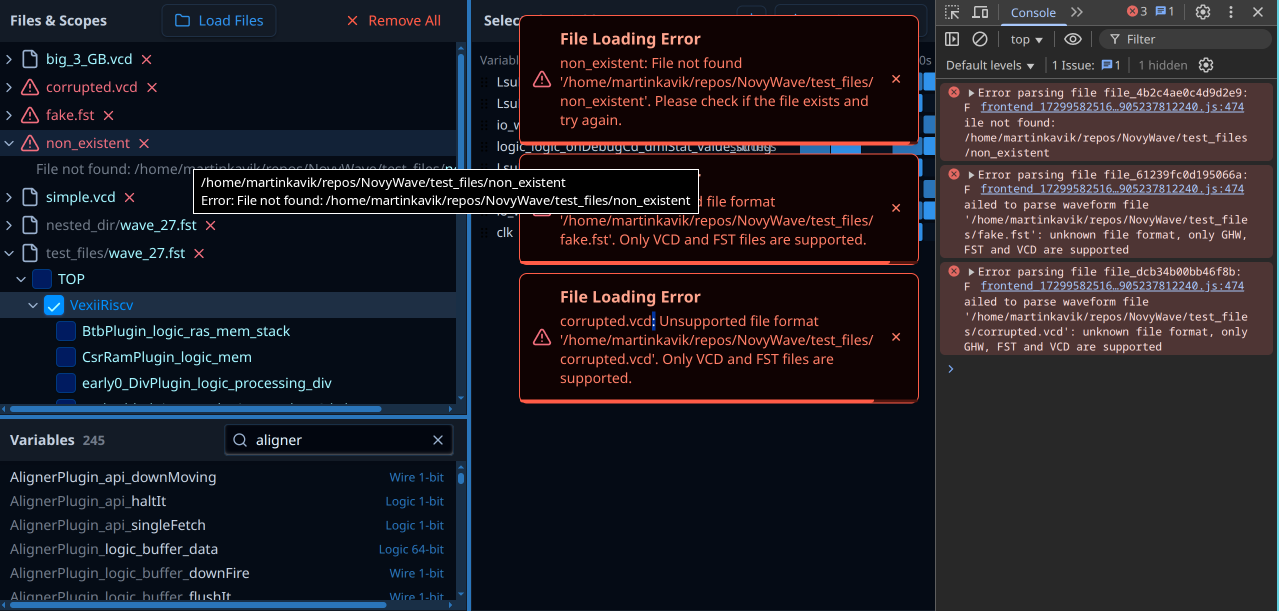 Files & Scopes
Load Files
Remove All
big_3_GB.vcd
corrupted.vcd
fake.fst
non_existent
File not found: /home/martinkavik/repos/NovyWave/test_files/
/home/martinkavik/repos/NovyWave/test_files/non_existent
Error: File not found: /home/martinkavik/repos/NovyWave/test_files/non_existent
simple.vcd
nested_dir/wave_27.fst
test_files/wave_27.fst
TOP
VexiiRiscv
BtbPlugin_logic_ras_mem_stack
CsrRamPlugin_logic_mem
early0_DivPlugin_logic_processing_div
Variables 245
aligner
AlignerPlugin_api_downMoving Wire 1-bit
AlignerPlugin_api_haltIt Logic 1-bit
AlignerPlugin_api_singleFetch Logic 1-bit
AlignerPlugin_logic_buffer_data Logic 64-bit
AlignerPlugin_logic_buffer_downFire Wire 1-bit
AlignerPlugin_logic_buffer_flushIt Wire 1-bit
Selec
Variabl
0s
Lsu
Lsu
io_w
logic_logic_onDebugCd_dmiStat_value_string
Lsu
clk
File Loading Error
non_existent: File not found
'/home/martinkavik/repos/NovyWave/test_files/
non_existent'. Please check if the file exists and
try again.
d file format
'/home/martinkavik/repos/NovyWave/test_files/
fake.fst'. Only VCD and FST files are supported.
File Loading Error
corrupted.vcd: Unsupported file format
'/home/martinkavik/repos/NovyWave/test_files/
corrupted.vcd'. Only VCD and FST files are
supported.
Console
3
1
top
Filter
Default levels
1 Issue: 1
1 hidden
Error parsing file file_4b2c4ae0c4d9d2e9:
F frontend_17299582516…905237812240.js:474
ile not found:
/home/martinkavik/repos/NovyWave/test_files
/non_existent
Error parsing file file_61239fc0d195066a:
F frontend_17299582516…905237812240.js:474
ailed to parse waveform file
'/home/martinkavik/repos/NovyWave/test_file
s/fake.fst': unknown file format, only GHW,
FST and VCD are supported
Error parsing file file_dcb34b00bb46f8b:
F frontend_17299582516…905237812240.js:474
ailed to parse waveform file
'/home/martinkavik/repos/NovyWave/test_file
s/corrupted.vcd': unknown file format, only
GHW, FST and VCD are supported